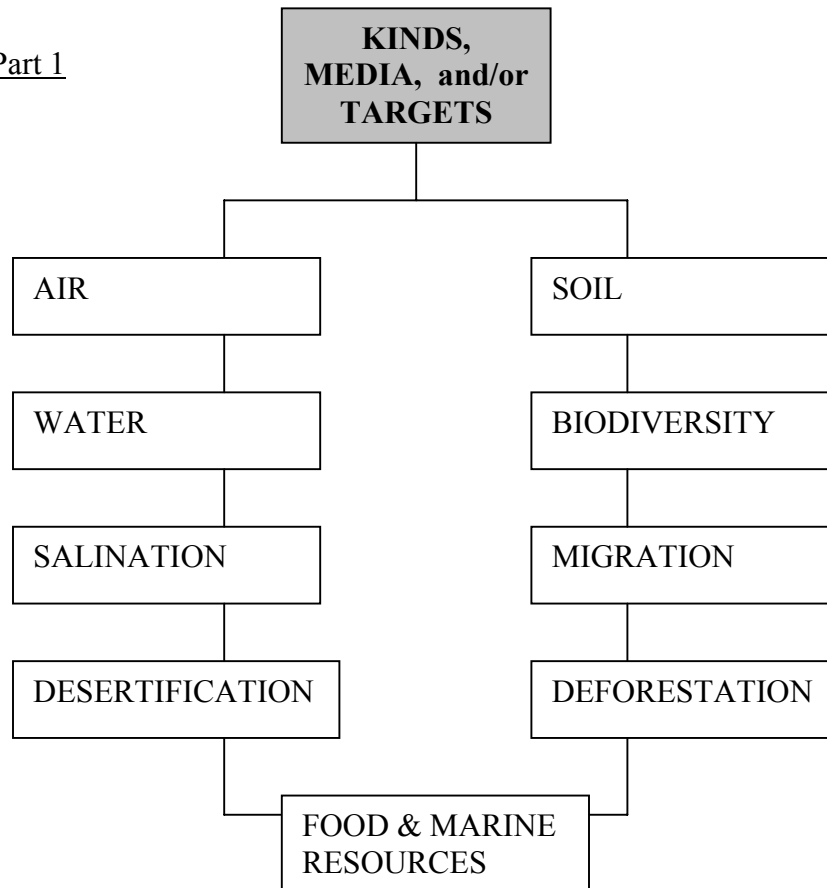 Part 1
KINDS,
MEDIA, and/or
TARGETS
AIR
SOIL
WATER
BIODIVERSITY
SALINATION
MIGRATION
DESERTIFICATION
DEFORESTATION
FOOD & MARINE
RESOURCES